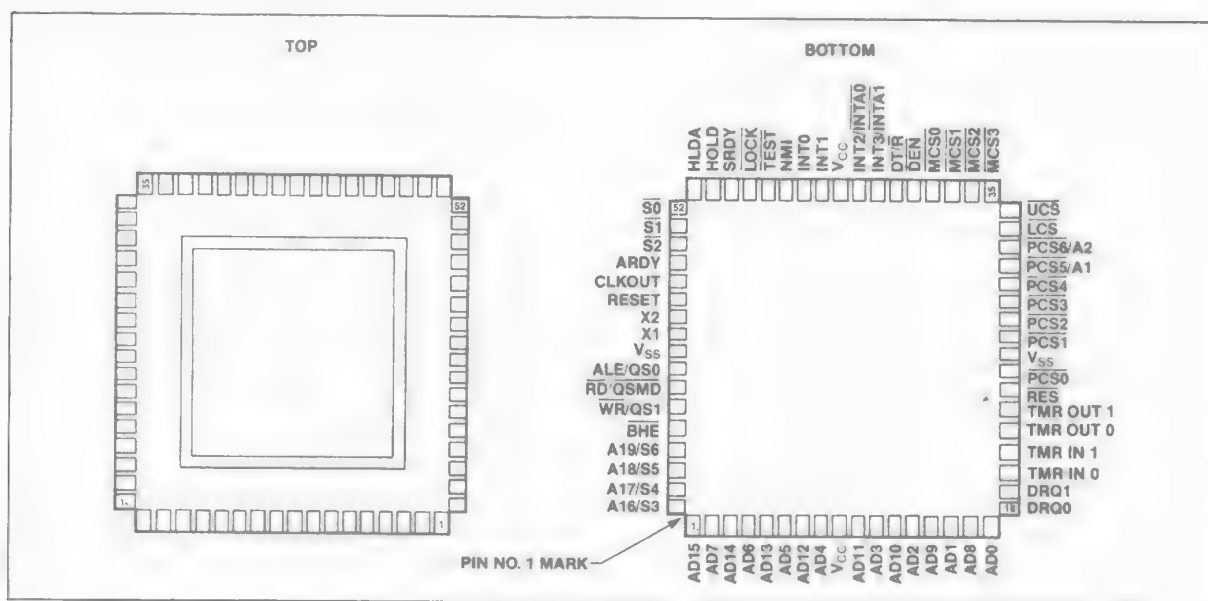 TOP
BOTTOM
HLDA
HOLD
SRDY
LOCK
TEST
NMI
INT0
INT1
VCC
INT2/INTA0
INT3/INTA1
DT/R
DEN
MCS0
MCS1
MCS2
MCS3
35
52
1
35
52
18
1
S0
S1
S2
ARDY
CLKOUT
RESET
X2
X1
VSS
ALE/QS0
RD/QSMD
WR/QS1
BHE
A19/S6
A18/S5
A17/S4
A16/S3
UCS
LCS
PCS6/A2
PCS5/A1
PCS4
PCS3
PCS2
PCS1
VSS
PCS0
RES
TMR OUT 1
TMR OUT 0
TMR IN 1
TMR IN 0
DRQ1
DRQ0
PIN NO. 1 MARK
AD15
AD7
AD14
AD6
AD13
AD5
AD12
AD4
VCC
AD11
AD3
AD10
AD2
AD9
AD1
AD8
AD0